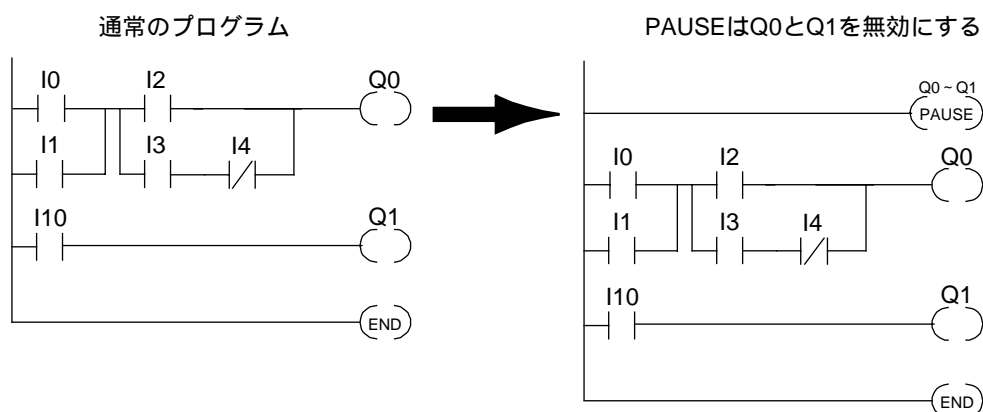 通常のプログラム
I0 I2 Q0
I1 I3 I4
I10 Q1
END
PAUSEはQ0とQ1を無効にする
Q0 ~ Q1
PAUSE
I0 I2 Q0
I1 I3 I4
I10 Q1
END